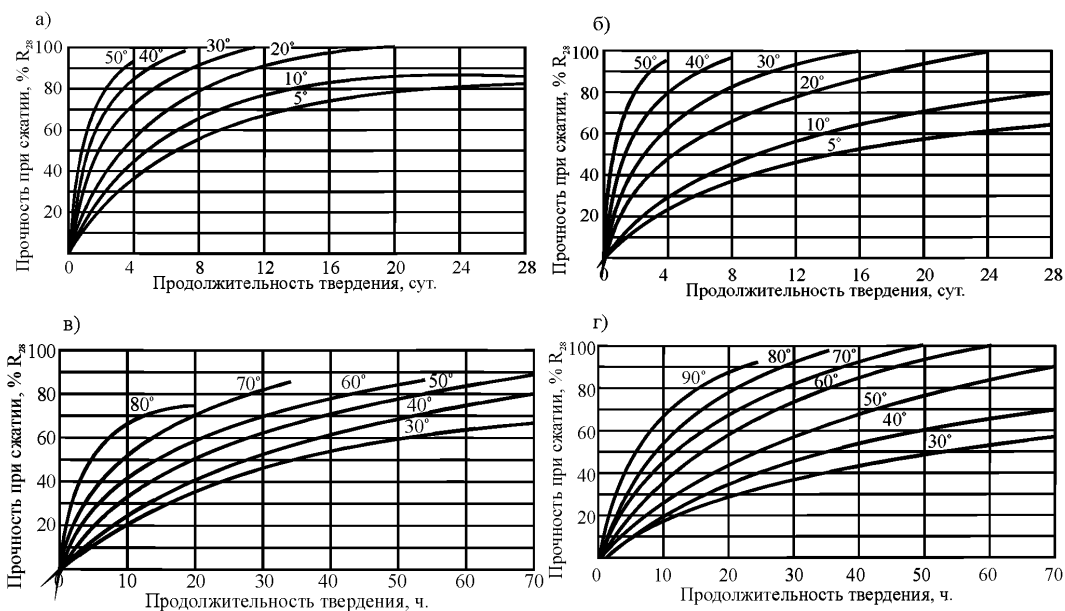 а)
Прочность при сжатии, % R28
100
80
60
40
20
50° 40° 30° 20°
10°
5°
0 4 8 12 16 20 24 28
Продолжительность твердения, сут.
б)
Прочность при сжатии, % R28
100
80
60
40
20
50° 40° 30°
20°
10°
5°
0 4 8 12 16 20 24 28
Продолжительность твердения, сут.
в)
Прочность при сжатии, % R28
100
80
60
40
20
80° 70° 60° 50°
40°
30°
0 10 20 30 40 50 60 70
Продолжительность твердения, ч.
г)
Прочность при сжатии, % R28
100
80
60
40
20
90° 80° 70°
60°
50°
40°
30°
0 10 20 30 40 50 60 70
Продолжительность твердения, ч.